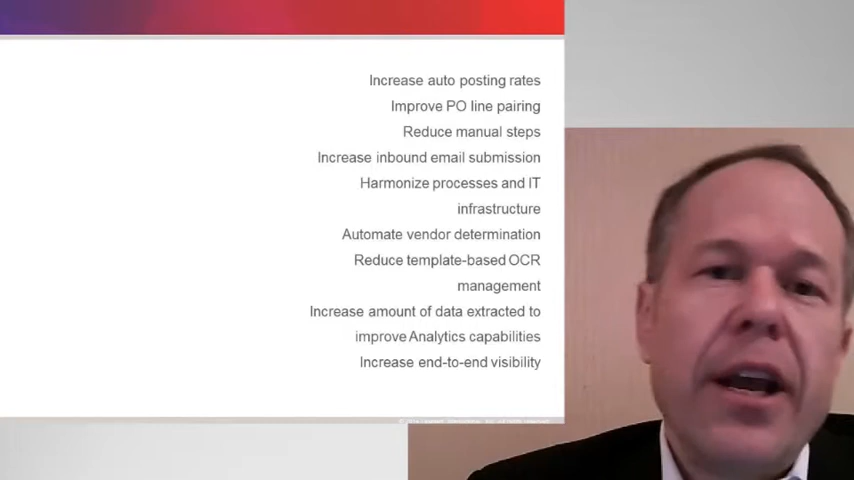 Increase auto posting rates
Improve PO line pairing
Reduce manual steps
Increase inbound email submission
Harmonize processes and IT
infrastructure
Automate vendor determination
Reduce template-based OCR
management
Increase amount of data extracted to
improve Analytics capabilities
Increase end-to-end visibility